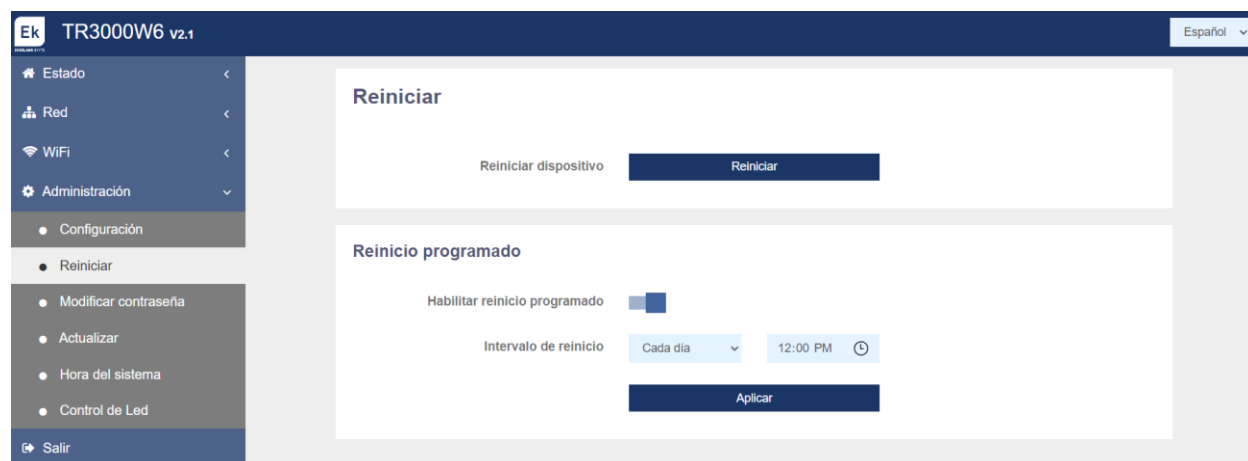 Ek
TR3000W6 V2.1
Español
Estado
Red
WiFi
Administración
Configuración
Reiniciar
Modificar contraseña
Actualizar
Hora del sistema
Control de Led
Salir
Reiniciar
Reiniciar dispositivo
Reiniciar
Reinicio programado
Habilitar reinicio programado
Intervalo de reinicio
Cada día
12:00 PM
Aplicar